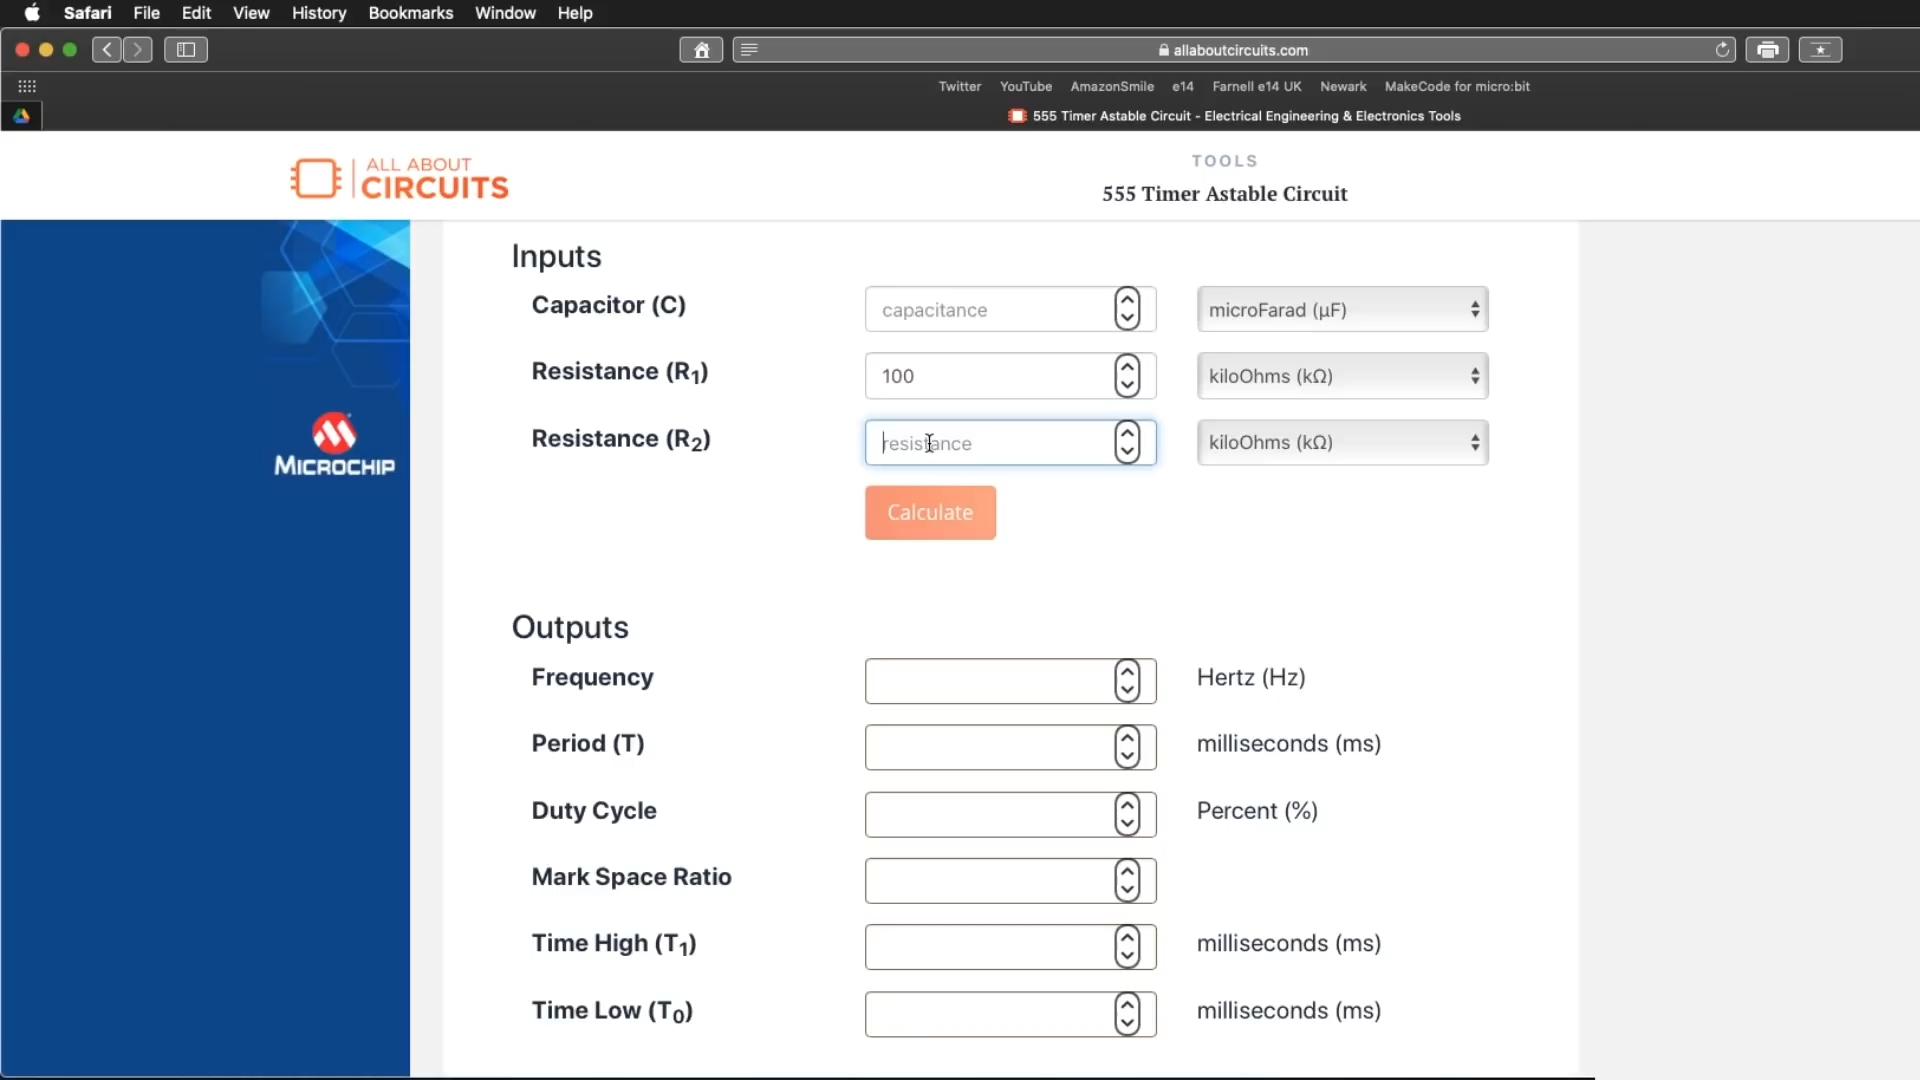 Safari File Edit View History Bookmarks Window Help
allaboutcircuits.com
Twitter YouTube AmazonSmile e14 Farnell e14 UK Newark MakeCode for micro:bit
555 Timer Astable Circuit - Electrical Engineering & Electronics Tools
ALL ABOUT
CIRCUITS
TOOLS
555 Timer Astable Circuit
MICROCHIP
Inputs
Capacitor (C) capacitance microFarad (μF)
Resistance (R₁) 100 kiloOhms (kΩ)
Resistance (R₂) resistance kiloOhms (kΩ)
Calculate
Outputs
Frequency Hertz (Hz)
Period (T) milliseconds (ms)
Duty Cycle Percent (%)
Mark Space Ratio
Time High (T₁) milliseconds (ms)
Time Low (T₀) milliseconds (ms)